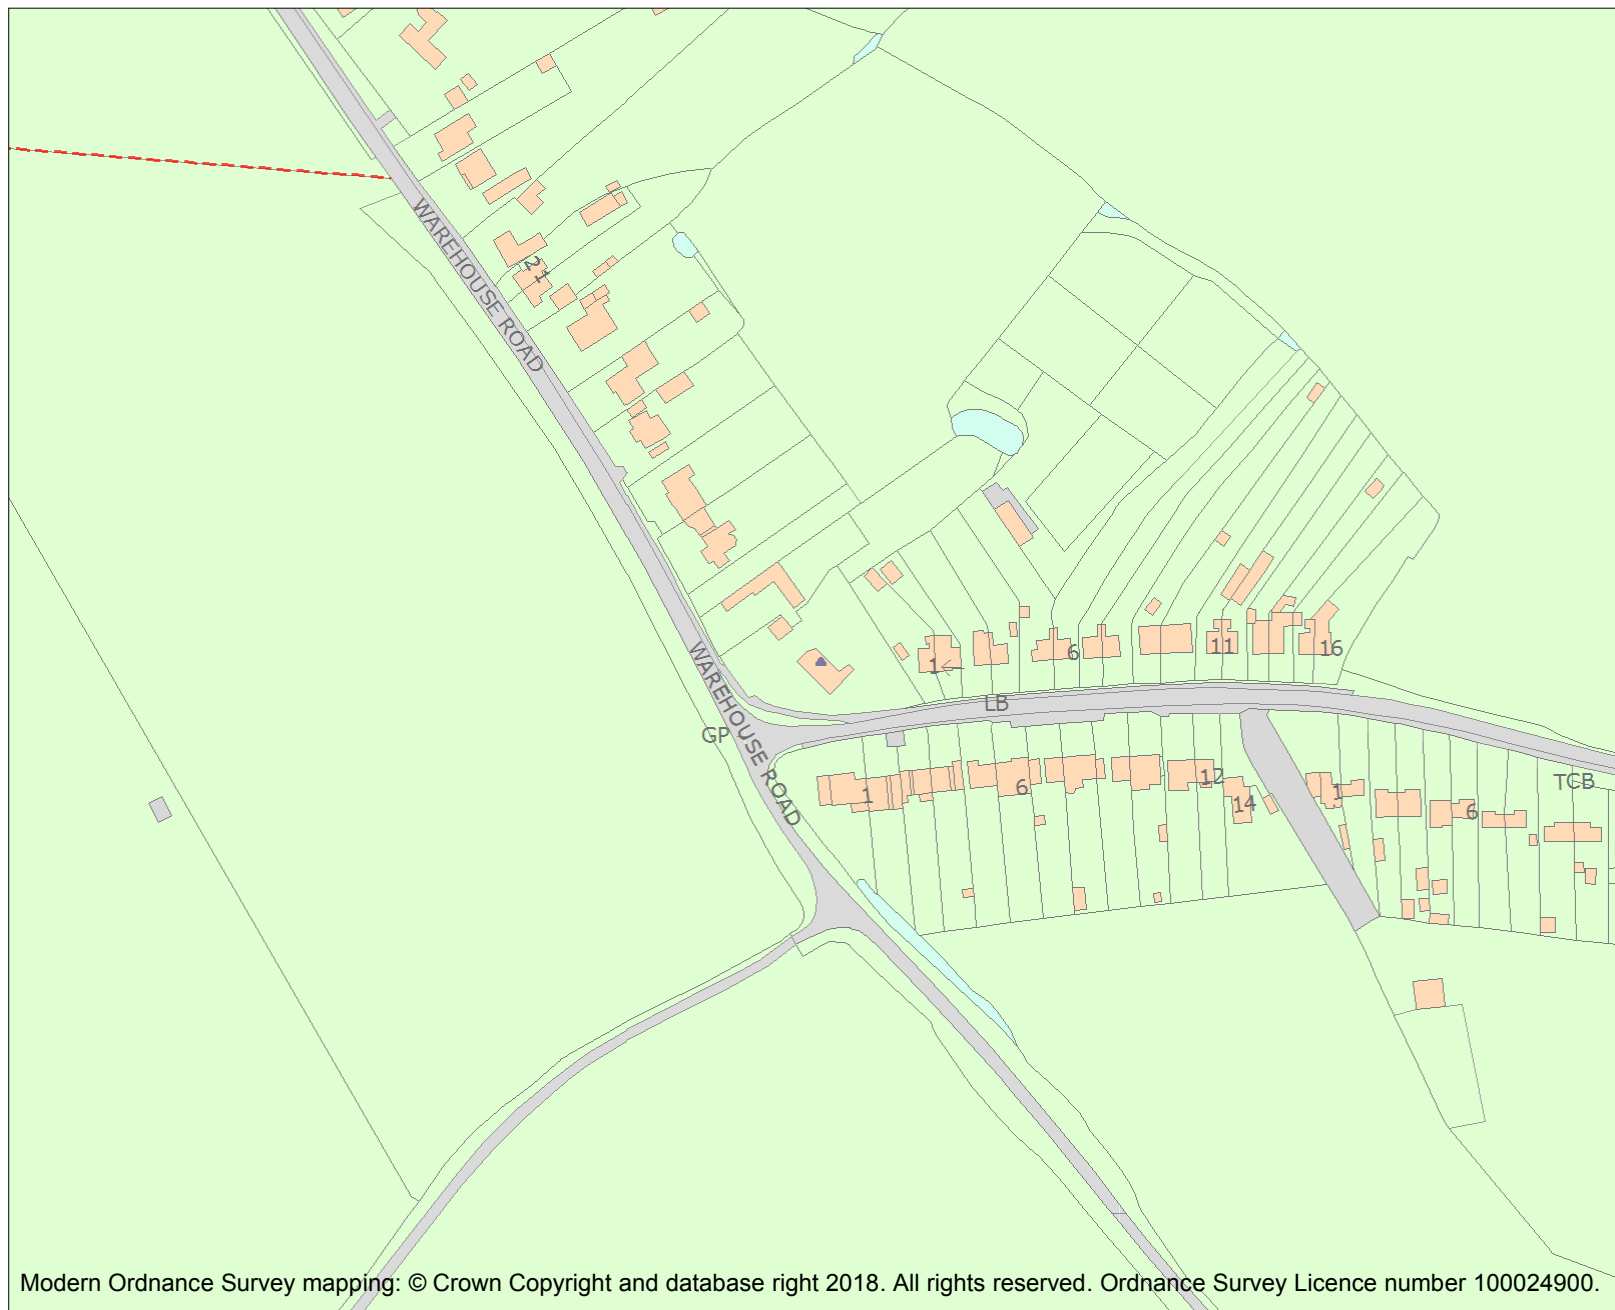 WAREHOUSE ROAD
21
1
6
11
16
LB
WAREHOUSE ROAD
GP
1
6
12
14
1
6
TCB
Modern Ordnance Survey mapping: © Crown Copyright and database right 2018. All rights reserved. Ordnance Survey Licence number 100024900.